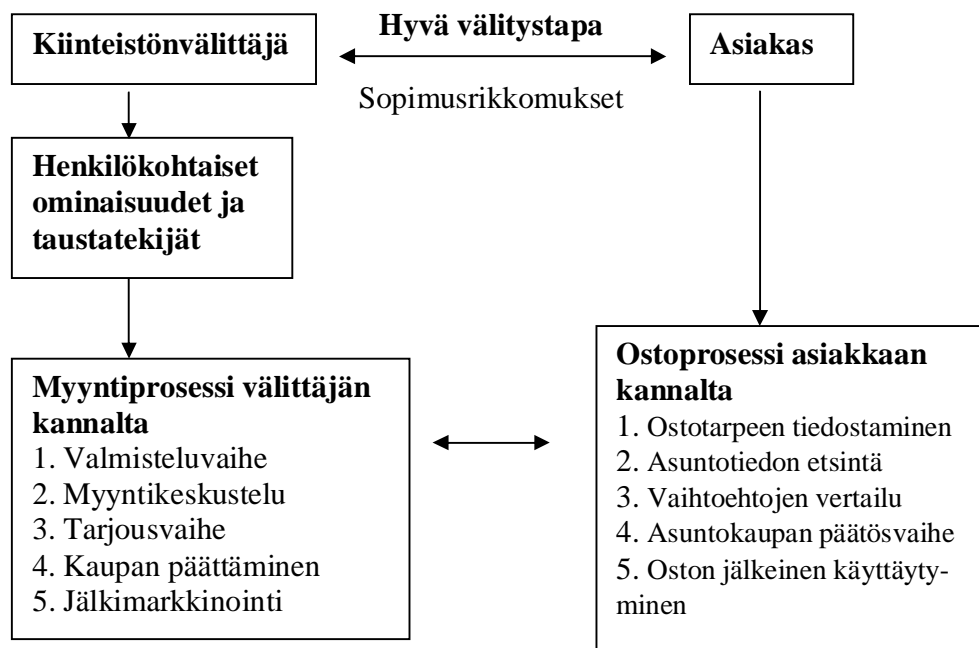 Kiinteistönvälittäjä
Hyvä välitystapa
Asiakas
Sopimusrikkomukset
Henkilökohtaiset
ominaisuudet ja
taustatekijät
Myyntiprosessi välittäjän
kannalta
1. Valmisteluvaihe
2. Myyntikeskustelu
3. Tarjousvaihe
4. Kaupan päättäminen
5. Jälkimarkkinointi
Ostoprosessi asiakkaan
kannalta
1. Ostotarpeen tiedostaminen
2. Asuntotiedon etsintä
3. Vaihtoehtojen vertailu
4. Asuntokaupan päätösvaihe
5. Oston jälkeinen käyttäyty-
minen